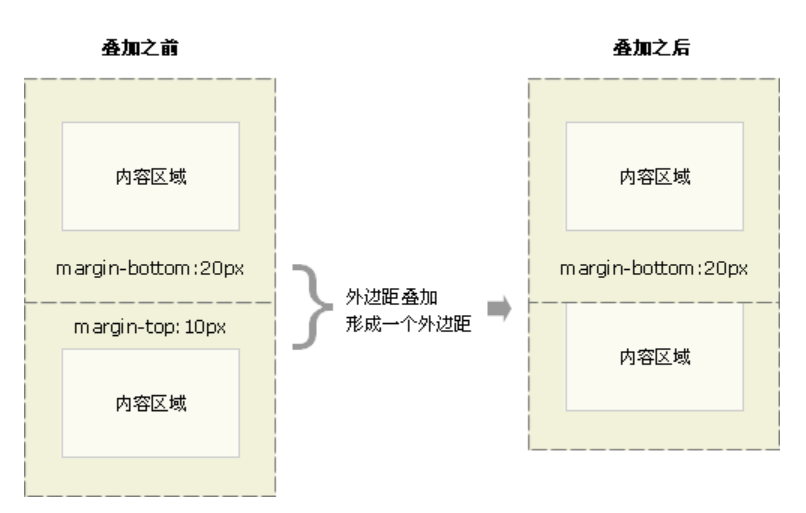 叠加之前
叠加之后
内容区域
margin-bottom:20px
margin-top:10px
内容区域
外边距叠加
形成一个外边距
内容区域
margin-bottom:20px
内容区域